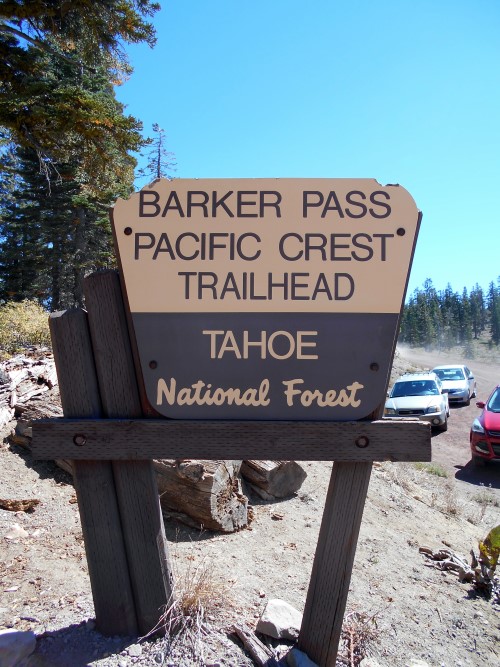 BARKER PASS
PACIFIC CREST
TRAILHEAD
TAHOE
National Forest